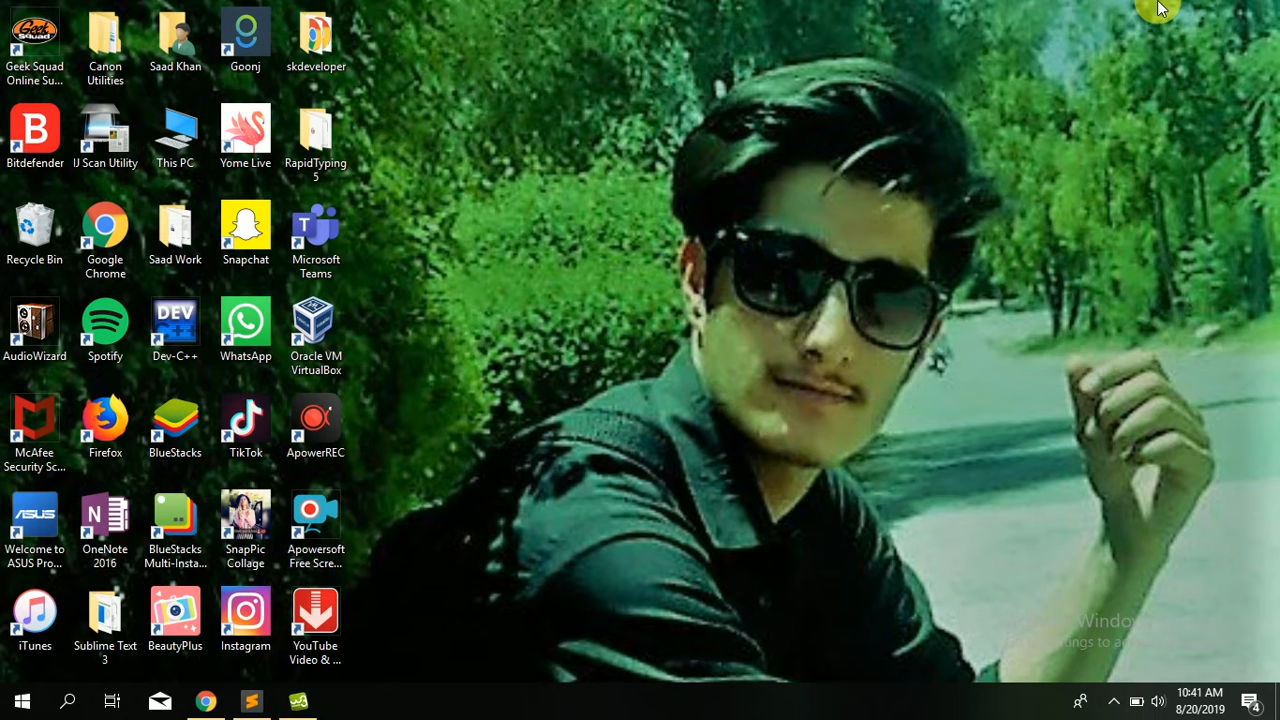 Geek Squad
Online Su...
Canon
Utilities
Saad Khan
Goonj
skdeveloper
B
Bitdefender
IJ Scan Utility
This PC
Yome Live
RapidTyping
5
Recycle Bin
Google
Chrome
Saad Work
Snapchat
T
Microsoft
Teams
AudioWizard
Spotify
DEV
Dev-C++
WhatsApp
Oracle VM
VirtualBox
McAfee
Security Sc...
Firefox
BlueStacks
TikTok
ApowerREC
ASUS
Welcome to
ASUS Pro...
N
OneNote
2016
BlueStacks
Multi-Insta...
SnapPic
Collage
Apowersoft
Free Scre...
iTunes
Sublime Text
3
BeautyPlus
Instagram
YouTube
Video & ...
10:41 AM
8/20/2019
4